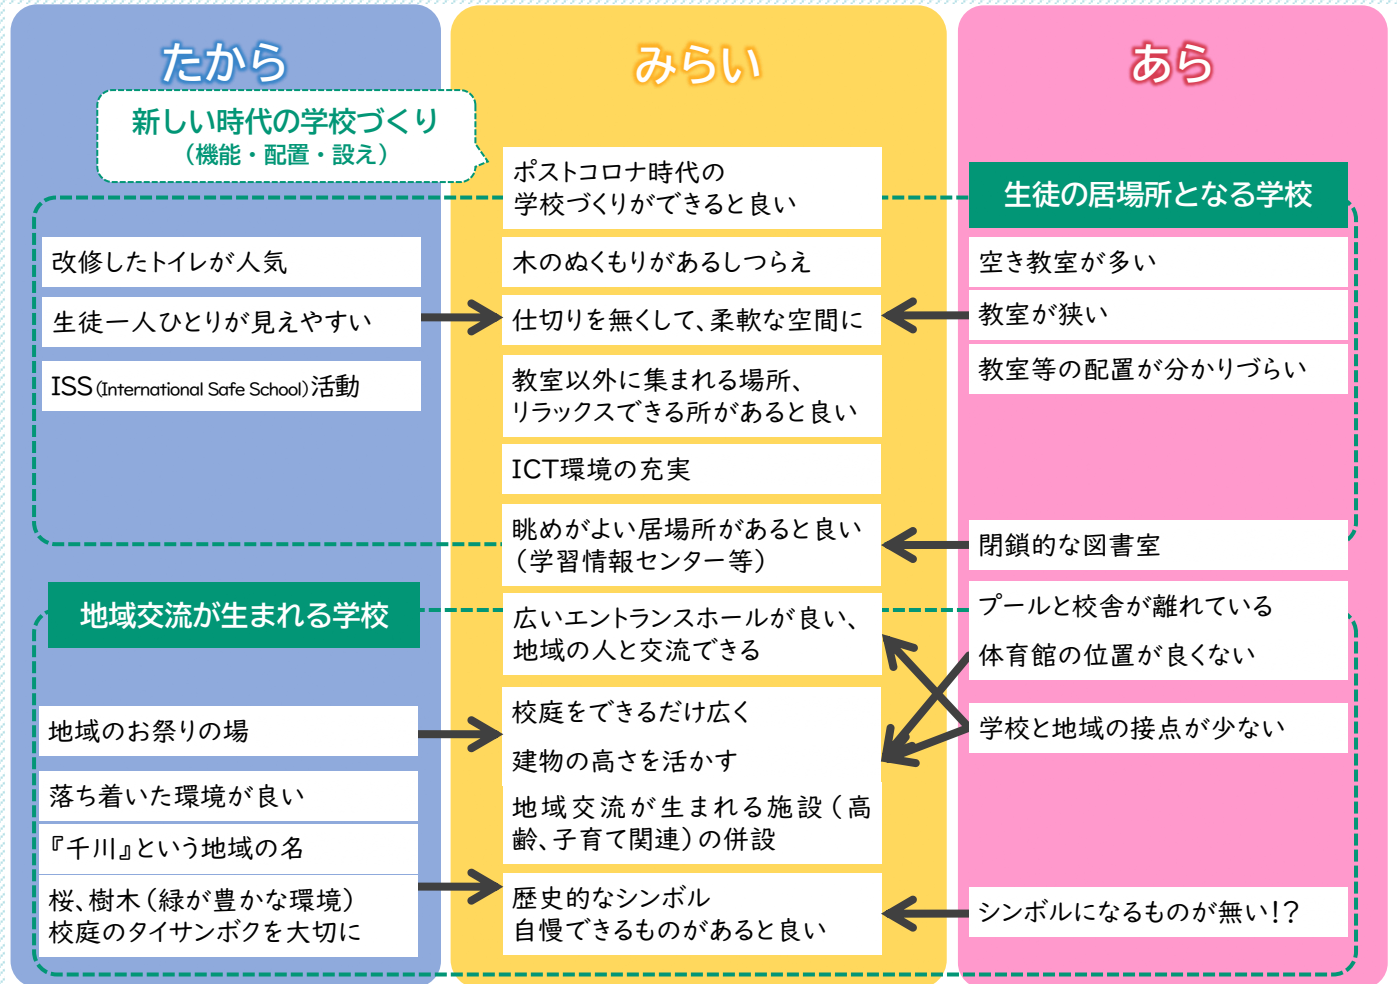 たから
新しい時代の学校づくり
（機能・配置・設え）
改修したトイレが人気
生徒一人ひとりが見えやすい
ISS(International Safe School)活動
地域交流が生まれる学校
地域のお祭りの場
落ち着いた環境が良い
『千川』という地域の名
桜、樹木（緑が豊かな環境）
校庭のタイサンボクを大切に
みらい
ポストコロナ時代の
学校づくりができると良い
木のぬくもりがあるしつらえ
仕切りを無くして、柔軟な空間に
教室以外に集まれる場所、
リラックスできる所があると良い
ICT環境の充実
眺めがよい居場所があると良い
（学習情報センター等）
広いエントランスホールが良い、
地域の人と交流できる
校庭をできるだけ広く
建物の高さを活かす
地域交流が生まれる施設（高
齢、子育て関連）の併設
歴史的なシンボル
自慢できるものがあると良い
あら
生徒の居場所となる学校
空き教室が多い
教室が狭い
教室等の配置が分かりづらい
閉鎖的な図書室
プールと校舎が離れている
体育館の位置が良くない
学校と地域の接点が少ない
シンボルになるものが無い!?